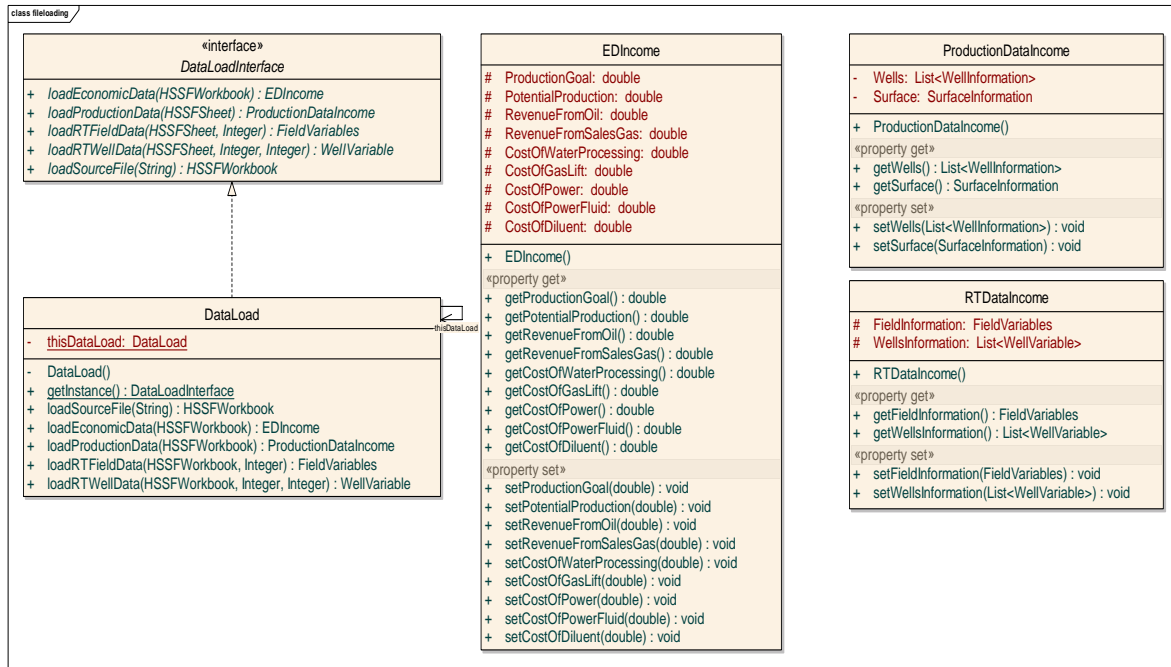 class fileloading
«interface»
DataLoadInterface
+ loadEconomicData(HSSFWorkbook) : EDIncome
+ loadProductionData(HSSFSheet) : ProductionDataIncome
+ loadRTFieldData(HSSFSheet, Integer) : FieldVariables
+ loadRTWellData(HSSFSheet, Integer, Integer) : WellVariable
+ loadSourceFile(String) : HSSFWorkbook
DataLoad
- thisDataLoad: DataLoad
- DataLoad()
+ getInstance() : DataLoadInterface
+ loadSourceFile(String) : HSSFWorkbook
+ loadEconomicData(HSSFWorkbook) : EDIncome
+ loadProductionData(HSSFWorkbook) : ProductionDataIncome
+ loadRTFieldData(HSSFWorkbook, Integer) : FieldVariables
+ loadRTWellData(HSSFWorkbook, Integer, Integer) : WellVariable
-thisDataLoad
EDIncome
# ProductionGoal: double
# PotentialProduction: double
# RevenueFromOil: double
# RevenueFromSalesGas: double
# CostOfWaterProcessing: double
# CostOfGasLift: double
# CostOfPower: double
# CostOfPowerFluid: double
# CostOfDiluent: double
+ EDIncome()
«property get»
+ getProductionGoal() : double
+ getPotentialProduction() : double
+ getRevenueFromOil() : double
+ getRevenueFromSalesGas() : double
+ getCostOfWaterProcessing() : double
+ getCostOfGasLift() : double
+ getCostOfPower() : double
+ getCostOfPowerFluid() : double
+ getCostOfDiluent() : double
«property set»
+ setProductionGoal(double) : void
+ setPotentialProduction(double) : void
+ setRevenueFromOil(double) : void
+ setRevenueFromSalesGas(double) : void
+ setCostOfWaterProcessing(double) : void
+ setCostOfGasLift(double) : void
+ setCostOfPower(double) : void
+ setCostOfPowerFluid(double) : void
+ setCostOfDiluent(double) : void
ProductionDataIncome
- Wells: List<WellInformation>
- Surface: SurfaceInformation
+ ProductionDataIncome()
«property get»
+ getWells() : List<WellInformation>
+ getSurface() : SurfaceInformation
«property set»
+ setWells(List<WellInformation>) : void
+ setSurface(SurfaceInformation) : void
RTDataIncome
# FieldInformation: FieldVariables
# WellsInformation: List<WellVariable>
+ RTDataIncome()
«property get»
+ getFieldInformation() : FieldVariables
+ getWellsInformation() : List<WellVariable>
«property set»
+ setFieldInformation(FieldVariables) : void
+ setWellsInformation(List<WellVariable>) : void